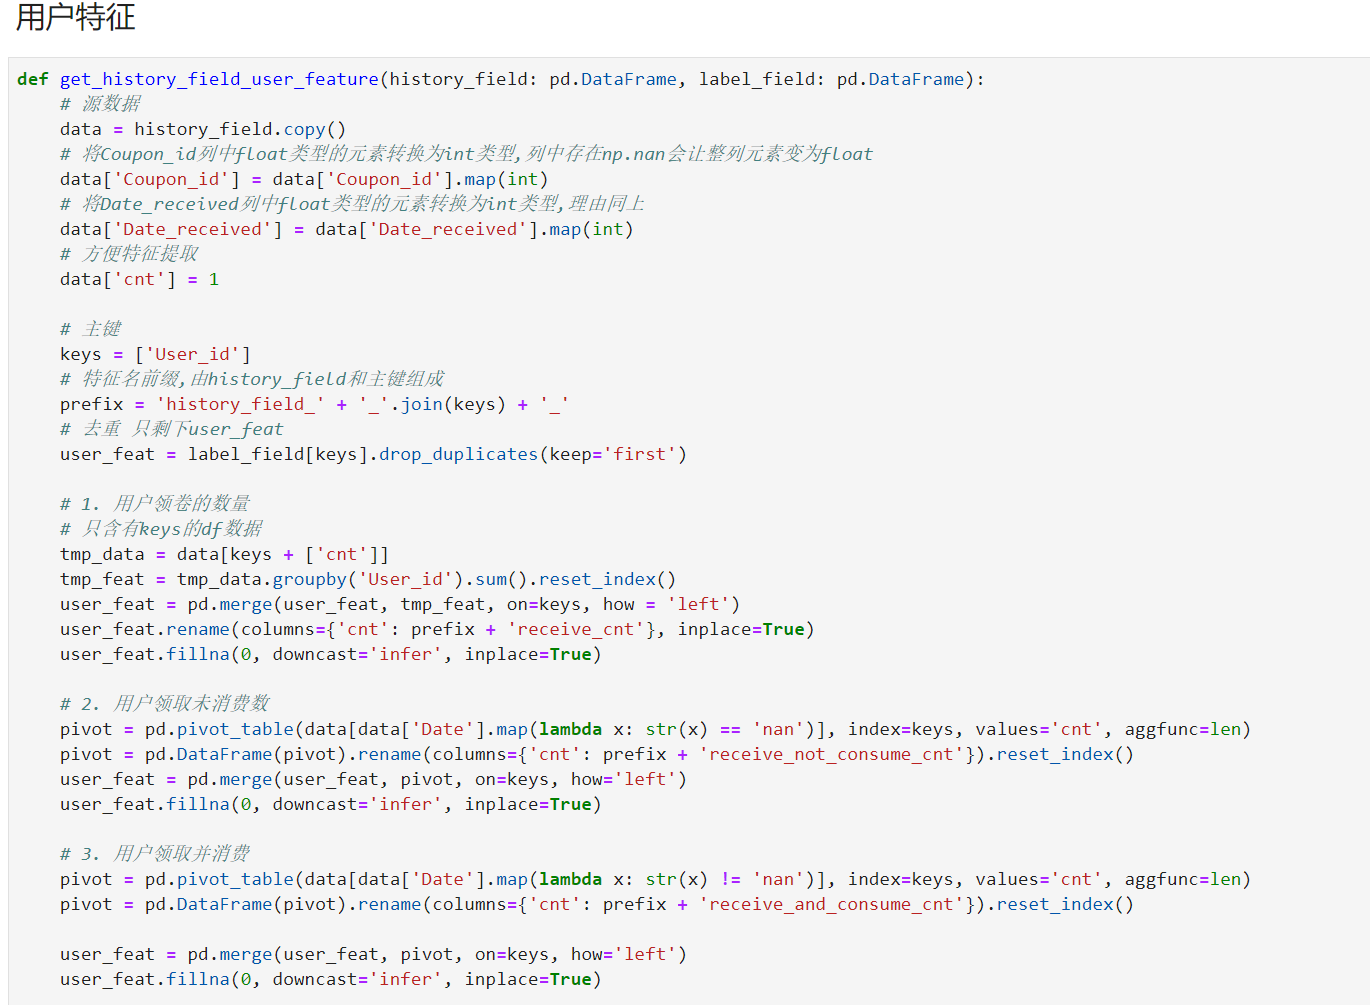 用户特征
def get_history_field_user_feature(history_field: pd.DataFrame, label_field: pd.DataFrame):
    # 源数据
    data = history_field.copy()
    # 将Coupon_id列中float类型的元素转换为int类型,列中存在np.nan会让整列元素变为float
    data['Coupon_id'] = data['Coupon_id'].map(int)
    # 将Date_received列中float类型的元素转换为int类型,理由同上
    data['Date_received'] = data['Date_received'].map(int)
    # 方便特征提取
    data['cnt'] = 1

    # 主键
    keys = ['User_id']
    # 特征名前缀,由history_field和主键组成
    prefix = 'history_field_' + '_'.join(keys) + '_'
    # 去重 只剩下user_feat
    user_feat = label_field[keys].drop_duplicates(keep='first')

    # 1. 用户领卷的数量
    # 只含有keys的df数据
    tmp_data = data[keys + ['cnt']]
    tmp_feat = tmp_data.groupby('User_id').sum().reset_index()
    user_feat = pd.merge(user_feat, tmp_feat, on=keys, how = 'left')
    user_feat.rename(columns={'cnt': prefix + 'receive_cnt'}, inplace=True)
    user_feat.fillna(0, downcast='infer', inplace=True)

    # 2. 用户领取未消费数
    pivot = pd.pivot_table(data[data['Date'].map(lambda x: str(x) == 'nan')], index=keys, values='cnt', aggfunc=len)
    pivot = pd.DataFrame(pivot).rename(columns={'cnt': prefix + 'receive_not_consume_cnt'}).reset_index()
    user_feat = pd.merge(user_feat, pivot, on=keys, how='left')
    user_feat.fillna(0, downcast='infer', inplace=True)

    # 3. 用户领取并消费
    pivot = pd.pivot_table(data[data['Date'].map(lambda x: str(x) != 'nan')], index=keys, values='cnt', aggfunc=len)
    pivot = pd.DataFrame(pivot).rename(columns={'cnt': prefix + 'receive_and_consume_cnt'}).reset_index()

    user_feat = pd.merge(user_feat, pivot, on=keys, how='left')
    user_feat.fillna(0, downcast='infer', inplace=True)